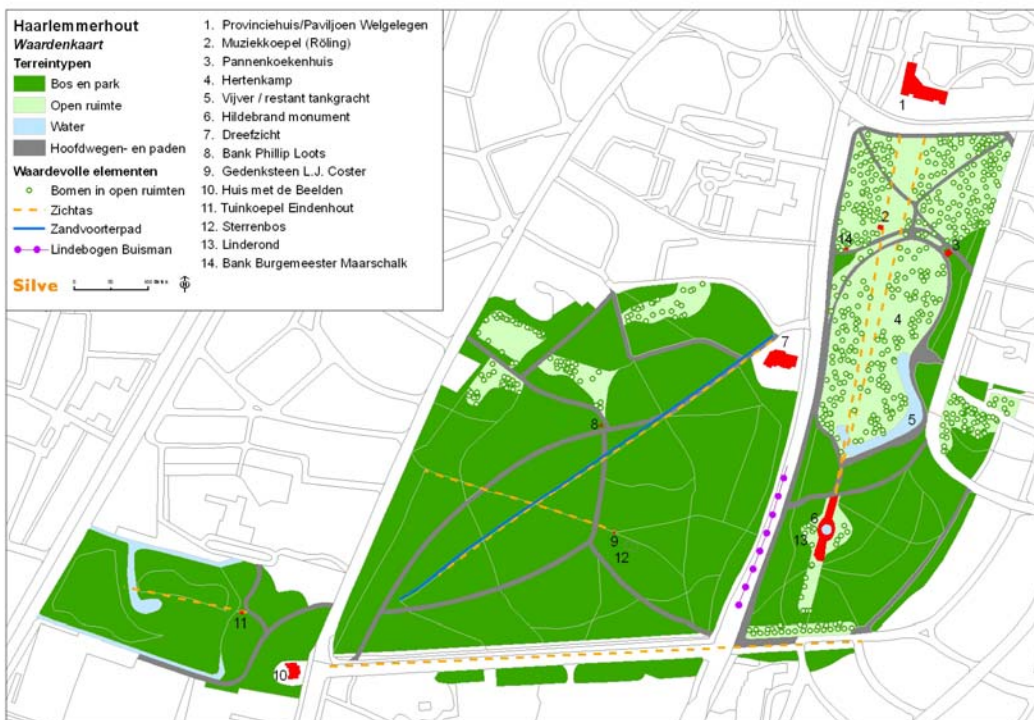 Haarlemmerhout
Waardenkaart
Terreintypen
Bos en park
Open ruimte
Water
Hoofdwegen- en paden
Waardevolle elementen
Bomen in open ruimten
Zichtas
Zandvoorterpad
Lindebogen Buisman
Silve
1. Provinciehuis/Paviljoen Welgelegen
2. Muziekkoepel (Röling)
3. Pannenkoekenhuis
4. Hertenkamp
5. Vijver / restant tankgracht
6. Hildebrand monument
7. Dreefzicht
8. Bank Phillip Loots
9. Gedenksteen L.J. Coster
10. Huis met de Beelden
11. Tuinkoepel Eindenhout
12. Sterrenbos
13. Linderond
14. Bank Burgemeester Maarschalk
1
2
14
3
4
7
5
8
6
9
13
12
11
10